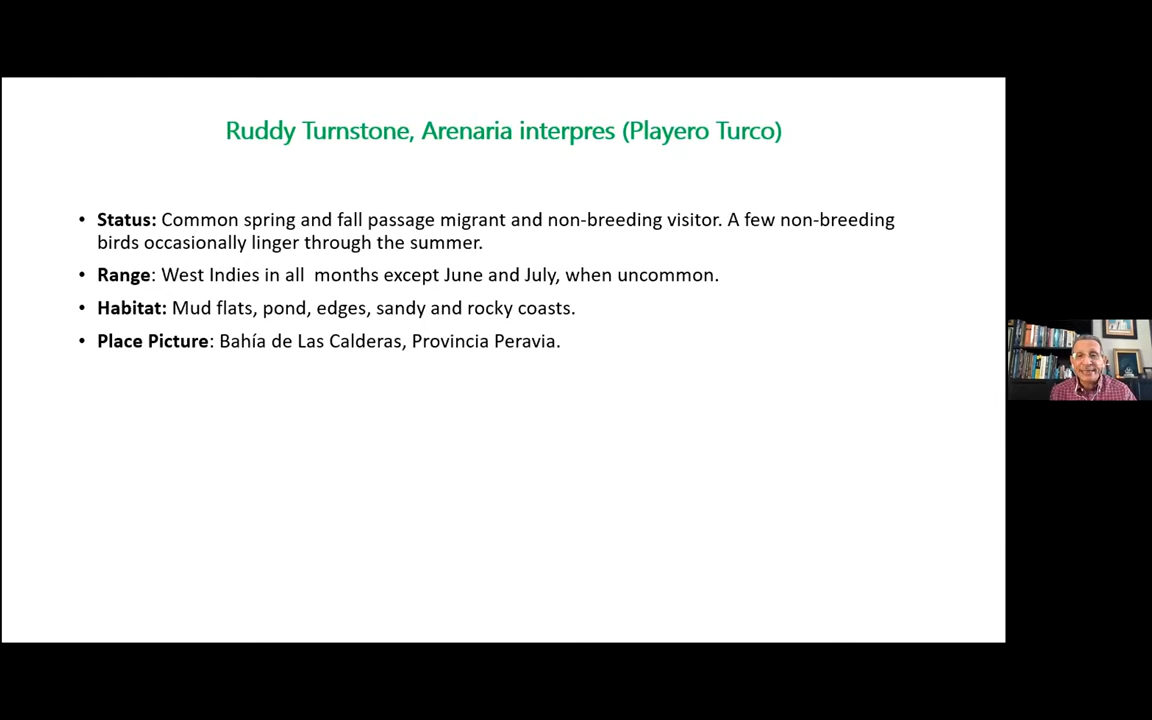 Ruddy Turnstone, Arenaria interpres (Playero Turco)
• Status: Common spring and fall passage migrant and non-breeding visitor. A few non-breeding
birds occasionally linger through the summer.
• Range: West Indies in all  months except June and July, when uncommon.
• Habitat: Mud flats, pond, edges, sandy and rocky coasts.
• Place Picture: Bahía de Las Calderas, Provincia Peravia.